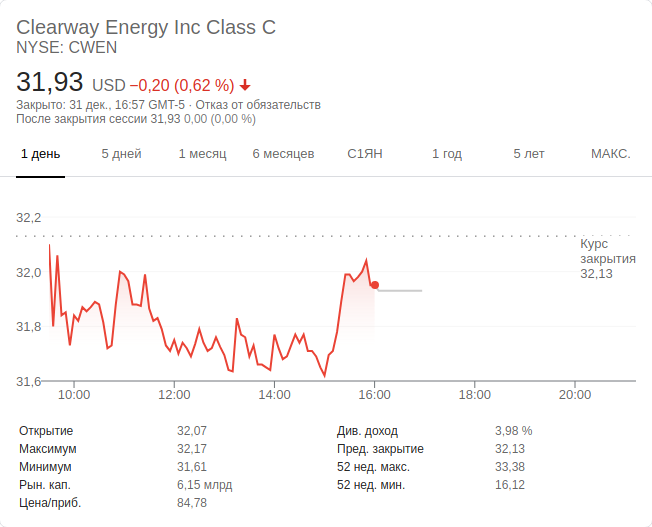 Clearway Energy Inc Class C
NYSE: CWEN
31,93 USD −0,20 (0,62 %)
Закрыто: 31 дек., 16:57 GMT-5 · Отказ от обязательств
После закрытия сессии 31,93 0,00 (0,00 %)
1 день 5 дней 1 месяц 6 месяцев С1ЯН 1 год 5 лет МАКС.
32,2
Курс
закрытия
32,13
32,0
31,8
31,6
10:00 12:00 14:00 16:00 18:00 20:00
Открытие 32,07 Див. доход 3,98 %
Максимум 32,17 Пред. закрытие 32,13
Минимум 31,61 52 нед. макс. 33,38
Рын. кап. 6,15 млрд 52 нед. мин. 16,12
Цена/приб. 84,78